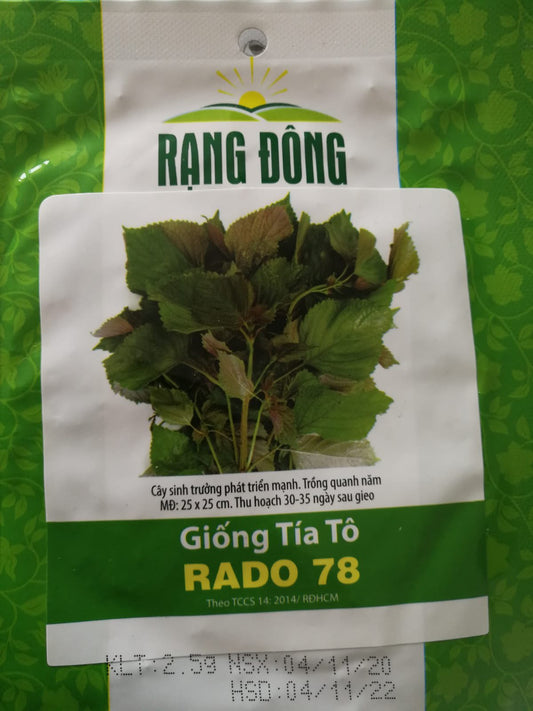 RẠNG ĐÔNG
Cây sinh trưởng phát triển mạnh. Trồng quanh năm
MĐ: 25 x 25 cm. Thu hoạch 30-35 ngày sau gieo
Giống Tía Tô
RADO 78
Theo TCCS 14: 2014/ RĐHCM
KLT:2.5g NSX:04/11/20
HSD:04/11/22